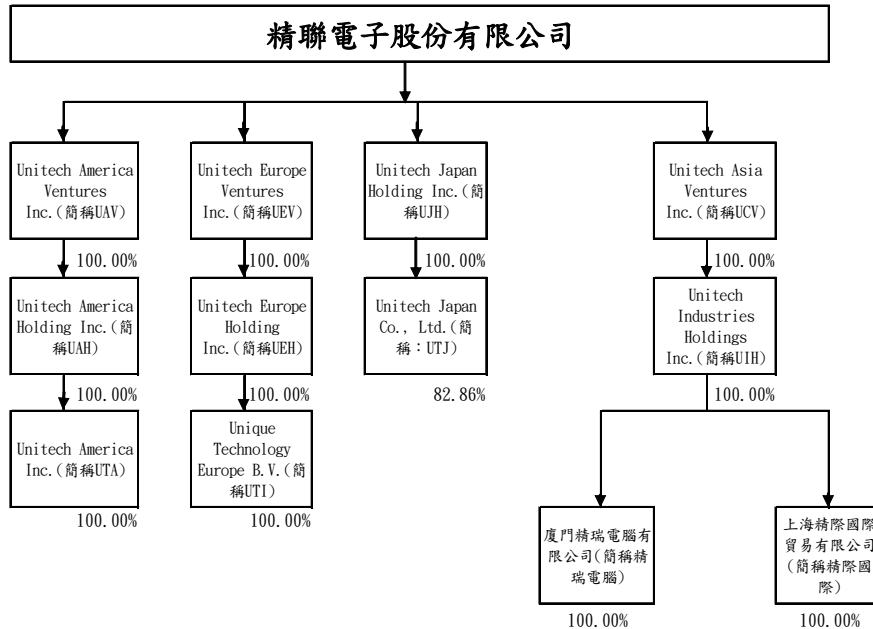 精聯電子股份有限公司
Unitech America
Ventures
Inc.(簡稱UAV)
100.00%
Unitech Europe
Ventures
Inc.(簡稱UEV)
100.00%
Unitech Japan
Holding Inc.(簡
稱UJH)
100.00%
Unitech Asia
Ventures
Inc.(簡稱UCV)
100.00%
Unitech America
Holding Inc.(簡
稱UAH)
100.00%
Unitech Europe
Holding
Inc.(簡稱UEH)
100.00%
Unitech Japan
Co., Ltd.(簡
稱：UTJ)
82.86%
Unitech
Industries
Holdings
Inc.(簡稱UIH)
100.00%
Unitech America
Inc.(簡稱UTA)
100.00%
Unique
Technology
Europe B.V.(簡
稱UTI)
100.00%
廈門精瑞電腦有
限公司(簡稱精
瑞電腦)
100.00%
上海精際國際
貿易有限公司
(簡稱精際國
際)
100.00%